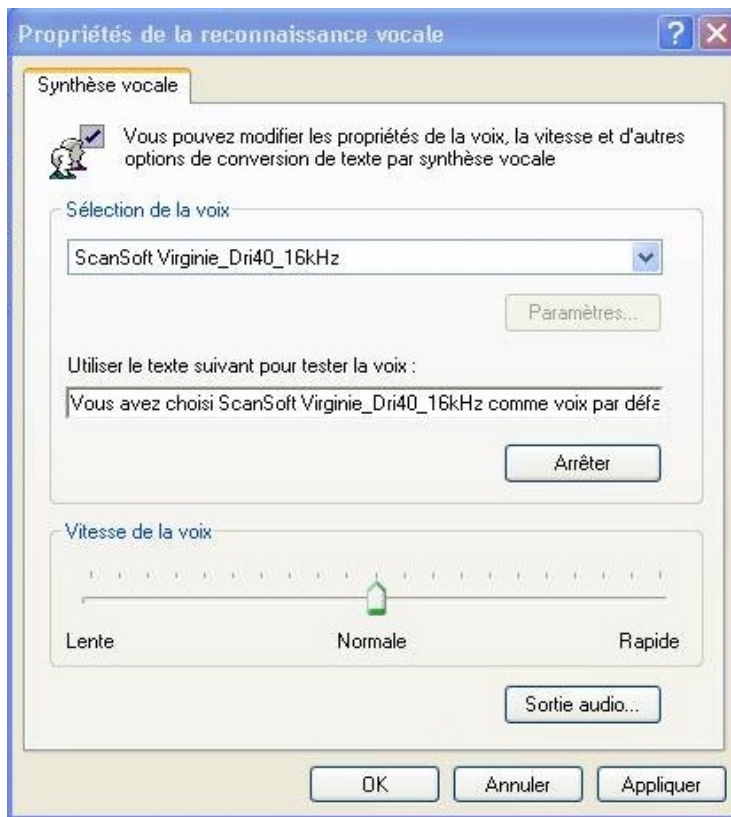 Propriétés de la reconnaissance vocale
Synthèse vocale
Vous pouvez modifier les propriétés de la voix, la vitesse et d'autres
options de conversion de texte par synthèse vocale
Sélection de la voix
ScanSoft Virginie_Dri40_16kHz
Paramètres...
Utiliser le texte suivant pour tester la voix :
Vous avez choisi ScanSoft Virginie_Dri40_16kHz comme voix par défa
Arrêter
Vitesse de la voix
Lente Normale Rapide
Sortie audio...
OK Annuler Appliquer